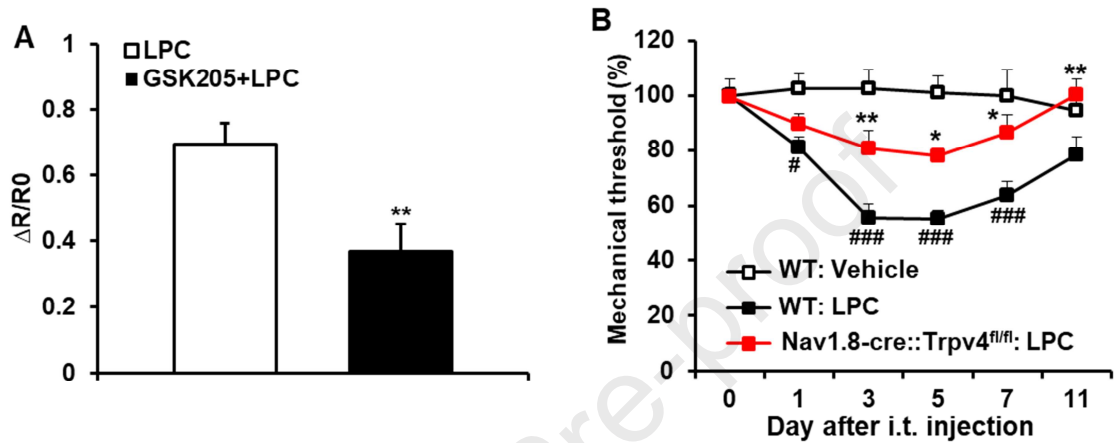 A
1
LPC
GSK205+LPC
0.8
0.6
**
0.4
0.2
0
ΔR/R0
B
120
**
100
** * *
80
#
60
### ### ###
40
WT: Vehicle
WT: LPC
20
Nav1.8-cre::Trpv4fl/fl: LPC
0
0 1 3 5 7 11
Mechanical threshold (%)
Day after i.t. injection
re-proof